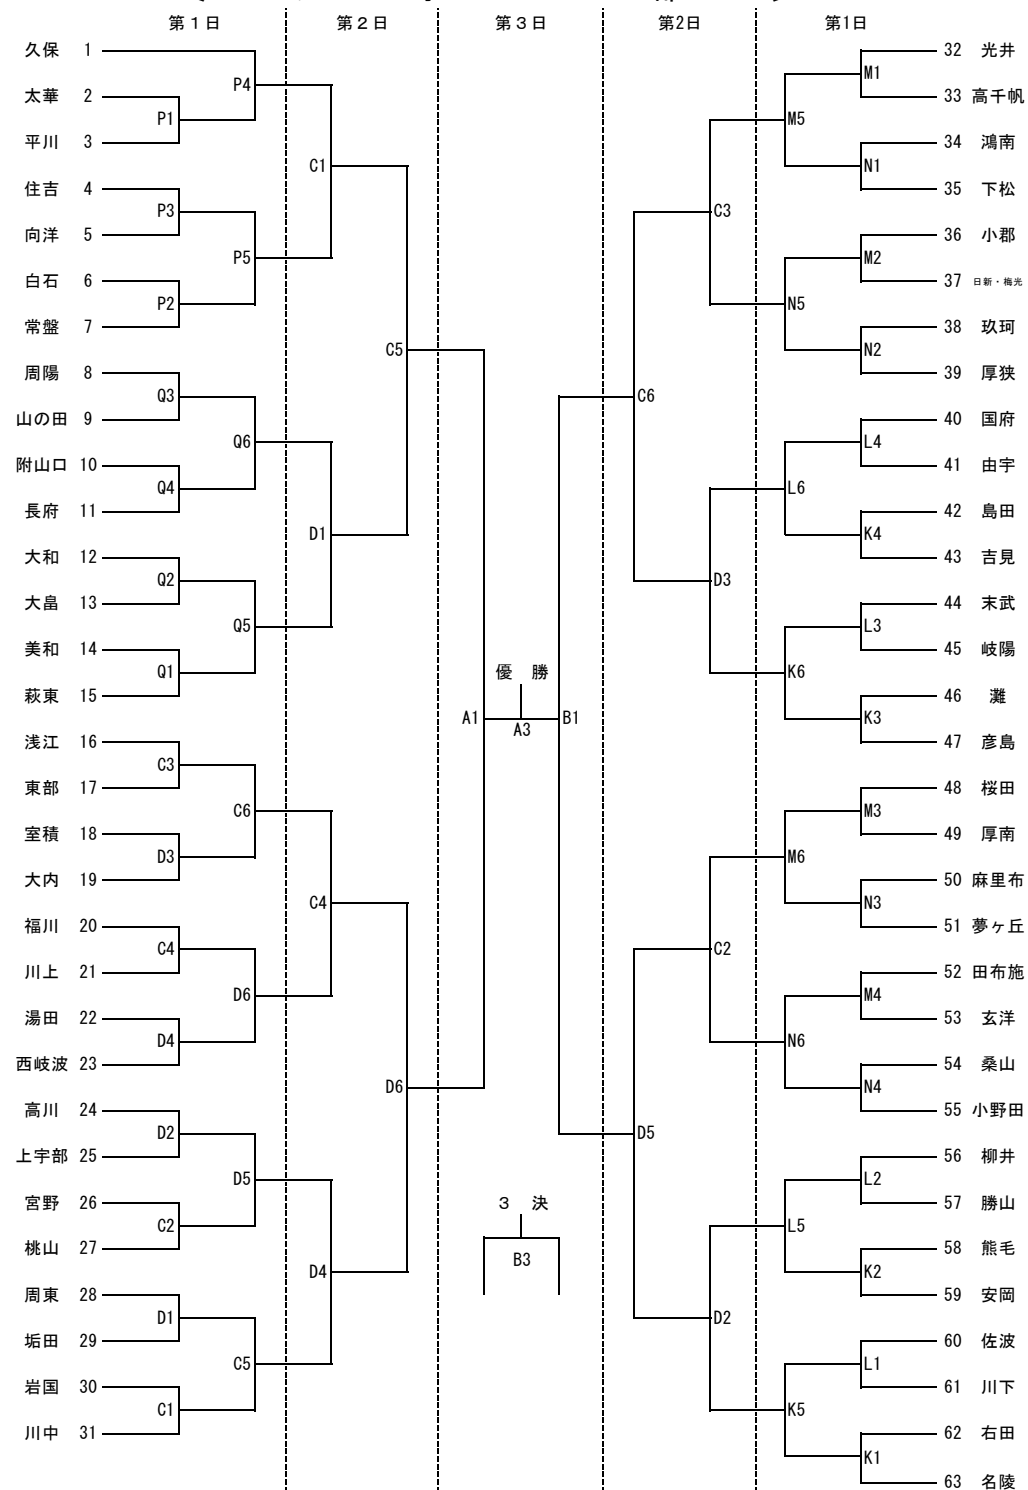 第１日 第２日 第３日 第2日 第1日
久保 1
太華 2
平川 3
住吉 4
向洋 5
白石 6
常盤 7
周陽 8
山の田 9
附山口 10
長府 11
大和 12
大畠 13
美和 14
萩東 15
浅江 16
東部 17
室積 18
大内 19
福川 20
川上 21
湯田 22
西岐波 23
高川 24
上宇部 25
宮野 26
桃山 27
周東 28
垢田 29
岩国 30
川中 31
P4
P1
P3
P5
P2
Q3
Q6
Q4
Q2
Q5
Q1
C3
C6
D3
C4
D6
D4
D2
D5
C2
D1
C5
C1
C1
D1
C4
D4
C5
D6
優 勝
A1 A3 B1
３ 決
B3
C6
D5
C3
D3
C2
D2
M1
M5
N1
M2
N5
N2
L4
L6
K4
L3
K6
K3
M3
M6
N3
M4
N6
N4
L2
L5
K2
L1
K5
K1
32 光井
33 高千帆
34 鴻南
35 下松
36 小郡
37 日新・梅光
38 玖珂
39 厚狭
40 国府
41 由宇
42 島田
43 吉見
44 末武
45 岐陽
46 灘
47 彦島
48 桜田
49 厚南
50 麻里布
51 夢ヶ丘
52 田布施
53 玄洋
54 桑山
55 小野田
56 柳井
57 勝山
58 熊毛
59 安岡
60 佐波
61 川下
62 右田
63 名陵